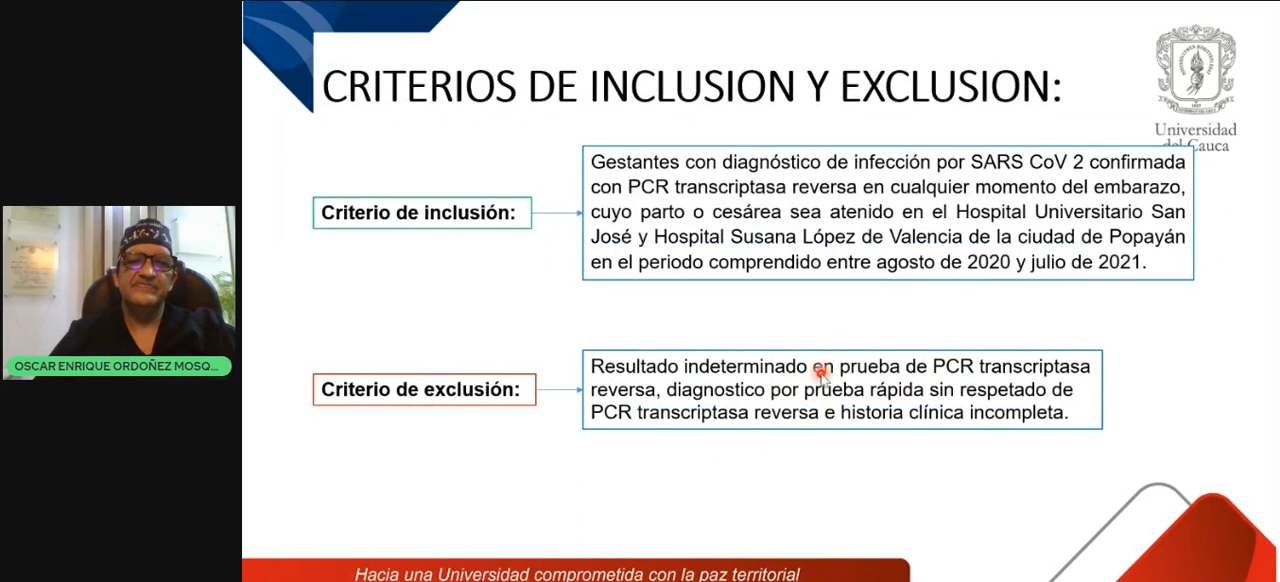 CRITERIOS DE INCLUSION Y EXCLUSION:
Universidad
del Cauca
Gestantes con diagnóstico de infección por SARS CoV 2 confirmada
con PCR transcriptasa reversa en cualquier momento del embarazo,
Criterio de inclusión:
cuyo parto o cesárea sea atenido en el Hospital Universitario San
José y Hospital Susana López de Valencia de la ciudad de Popayán
en el periodo comprendido entre agosto de 2020 y julio de 2021.
OSCAR ENRIQUE ORDOÑEZ MOSQ...
Resultado indeterminado en prueba de PCR transcriptasa
Criterio de exclusión:
reversa, diagnostico por prueba rápida sin respetado de
PCR transcriptasa reversa e historia clínica incompleta.
Hacia una Universidad comprometida con la paz territorial